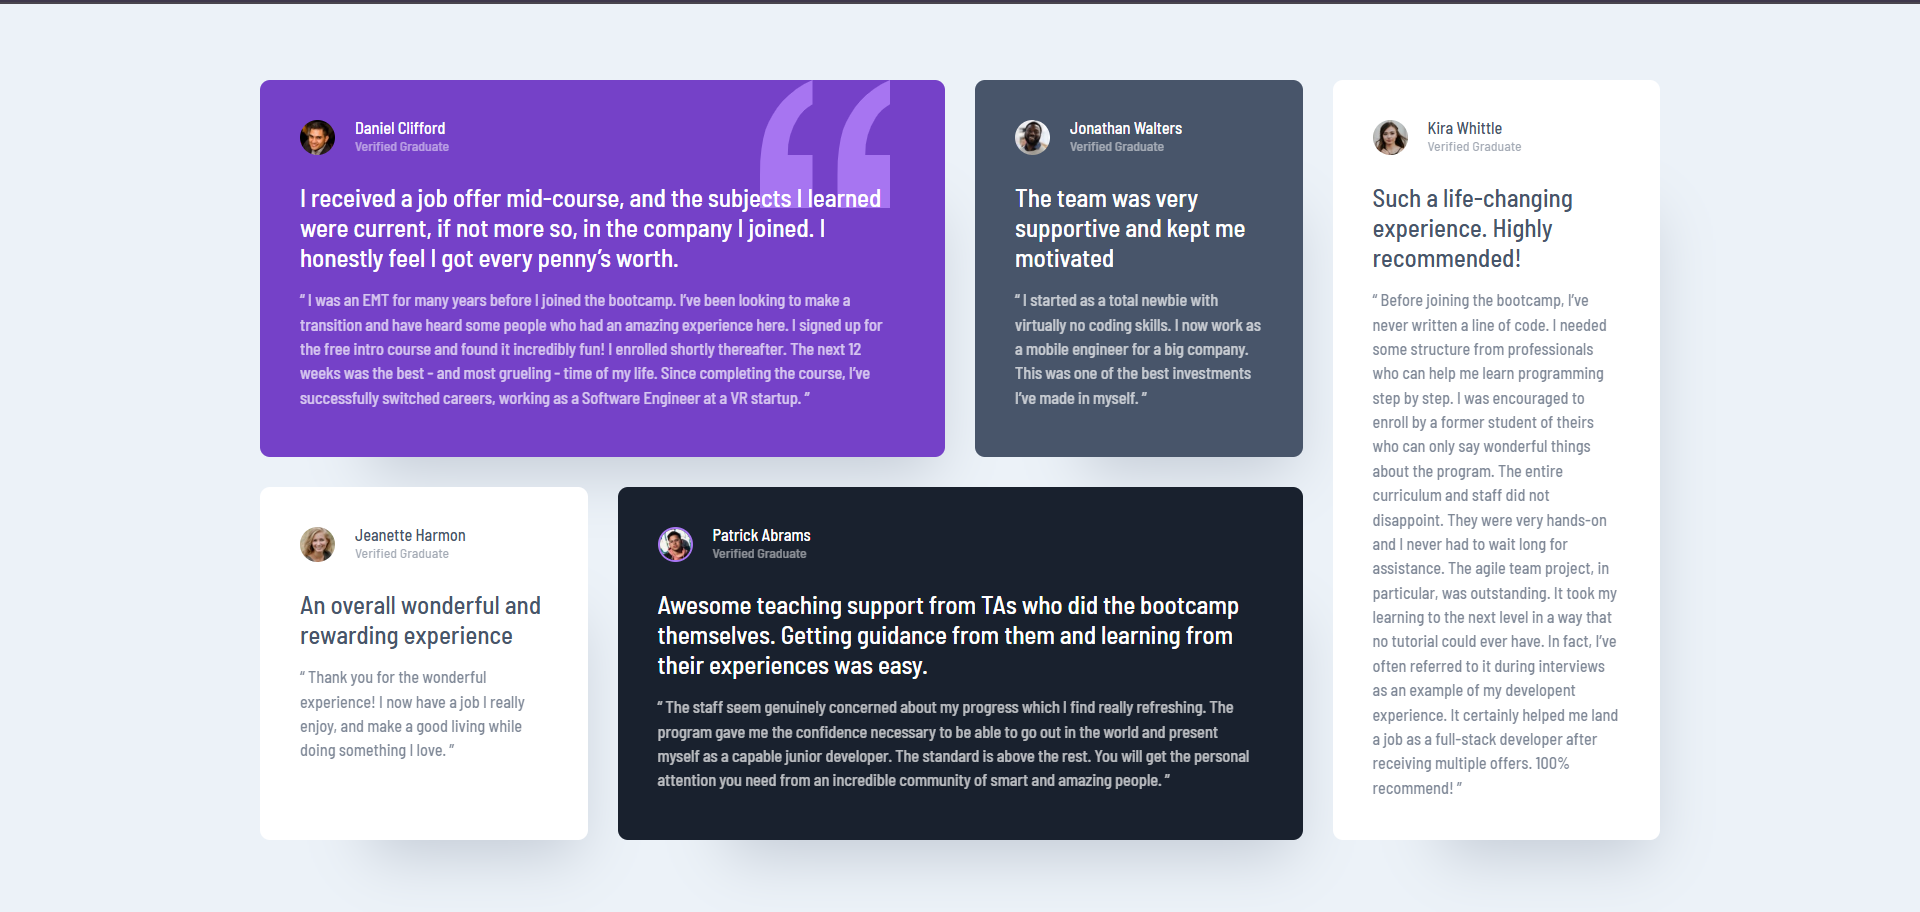 Daniel Clifford
Verified Graduate
I received a job offer mid-course, and the subjects I learned
were current, if not more so, in the company I joined. I
honestly feel I got every penny’s worth.
“ I was an EMT for many years before I joined the bootcamp. I’ve been looking to make a
transition and have heard some people who had an amazing experience here. I signed up for
the free intro course and found it incredibly fun! I enrolled shortly thereafter. The next 12
weeks was the best - and most grueling - time of my life. Since completing the course, I’ve
successfully switched careers, working as a Software Engineer at a VR startup. ”
Jonathan Walters
Verified Graduate
The team was very
supportive and kept me
motivated
“ I started as a total newbie with
virtually no coding skills. I now work as
a mobile engineer for a big company.
This was one of the best investments
I’ve made in myself. ”
Kira Whittle
Verified Graduate
Such a life-changing
experience. Highly
recommended!
“ Before joining the bootcamp, I’ve
never written a line of code. I needed
some structure from professionals
who can help me learn programming
step by step. I was encouraged to
enroll by a former student of theirs
who can only say wonderful things
about the program. The entire
curriculum and staff did not
disappoint. They were very hands-on
and I never had to wait long for
assistance. The agile team project, in
particular, was outstanding. It took my
learning to the next level in a way that
no tutorial could ever have. In fact, I’ve
often referred to it during interviews
as an example of my developent
experience. It certainly helped me land
a job as a full-stack developer after
receiving multiple offers. 100%
recommend! ”
Jeanette Harmon
Verified Graduate
An overall wonderful and
rewarding experience
“ Thank you for the wonderful
experience! I now have a job I really
enjoy, and make a good living while
doing something I love. ”
Patrick Abrams
Verified Graduate
Awesome teaching support from TAs who did the bootcamp
themselves. Getting guidance from them and learning from
their experiences was easy.
“ The staff seem genuinely concerned about my progress which I find really refreshing. The
program gave me the confidence necessary to be able to go out in the world and present
myself as a capable junior developer. The standard is above the rest. You will get the personal
attention you need from an incredible community of smart and amazing people. ”